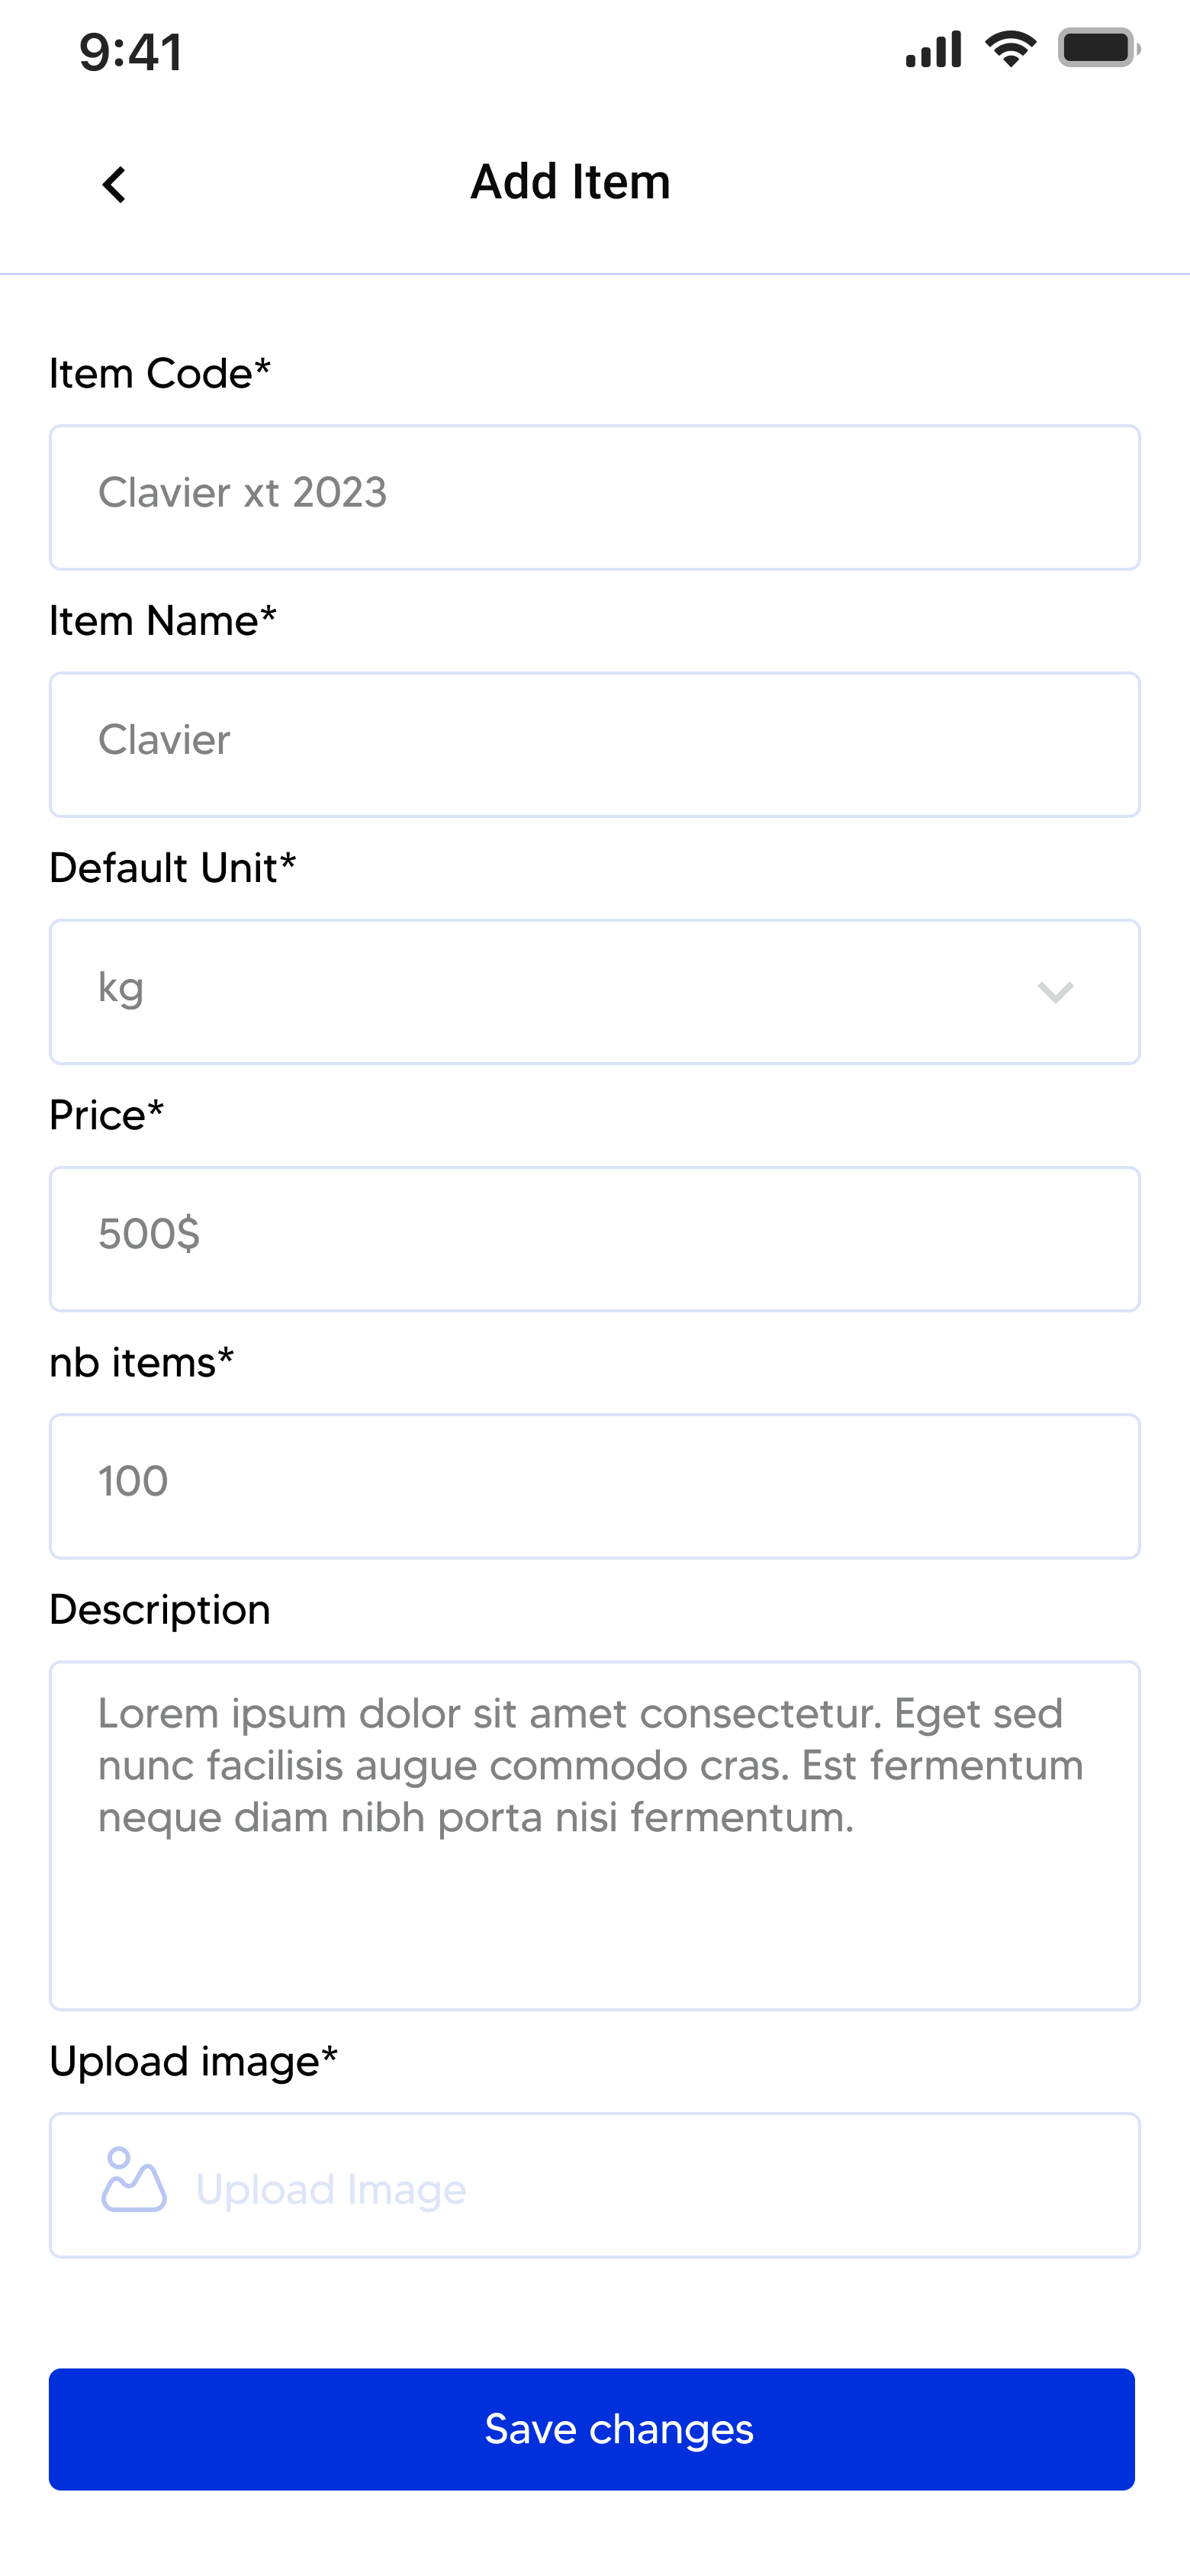 9:41
Add Item
Item Code*
Clavier xt 2023
Item Name*
Clavier
Default Unit*
kg
Price*
500$
nb items*
100
Description
Lorem ipsum dolor sit amet consectetur. Eget sed
nunc facilisis augue commodo cras. Est fermentum
neque diam nibh porta nisi fermentum.
Upload image*
Upload Image
Save changes